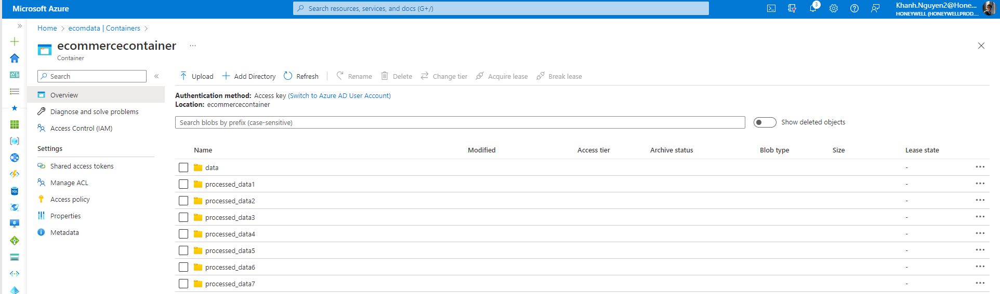 Microsoft Azure
Search resources, services, and docs (G+/)
3
Khanh.Nguyen2@Hone...
HONEYWELL (HONEYWELLPROD....
Home > ecomdata | Containers >
ecommercecontainer ...
Container
Search
Upload Add Directory Refresh Rename Delete Change tier Acquire lease Break lease
Overview
Diagnose and solve problems
Access Control (IAM)
Settings
Shared access tokens
Manage ACL
Access policy
Properties
Metadata
Authentication method: Access key (Switch to Azure AD User Account)
Location: ecommercecontainer
Search blobs by prefix (case-sensitive)
Show deleted objects
Name Modified Access tier Archive status Blob type Size Lease state
data - ...
processed_data1 - ...
processed_data2 - ...
processed_data3 - ...
processed_data4 - ...
processed_data5 - ...
processed_data6 - ...
processed_data7 - ...